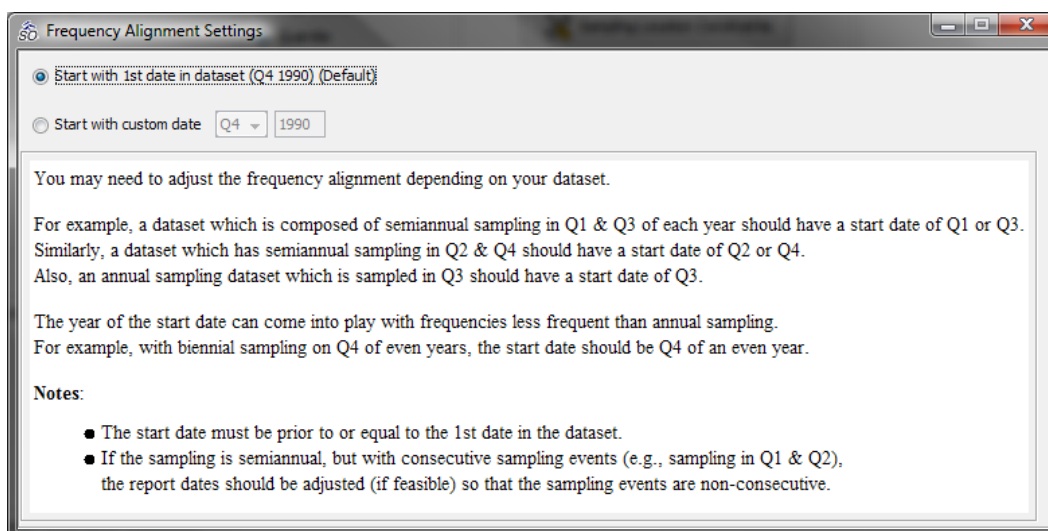 Frequency Alignment Settings
Start with 1st date in dataset (Q4 1990) (Default)
Start with custom date Q4 1990
You may need to adjust the frequency alignment depending on your dataset.
For example, a dataset which is composed of semiannual sampling in Q1 & Q3 of each year should have a start date of Q1 or Q3.
Similarly, a dataset which has semiannual sampling in Q2 & Q4 should have a start date of Q2 or Q4.
Also, an annual sampling dataset which is sampled in Q3 should have a start date of Q3.
The year of the start date can come into play with frequencies less frequent than annual sampling.
For example, with biennial sampling on Q4 of even years, the start date should be Q4 of an even year.
Notes:
● The start date must be prior to or equal to the 1st date in the dataset.
● If the sampling is semiannual, but with consecutive sampling events (e.g., sampling in Q1 & Q2),
the report dates should be adjusted (if feasible) so that the sampling events are non-consecutive.